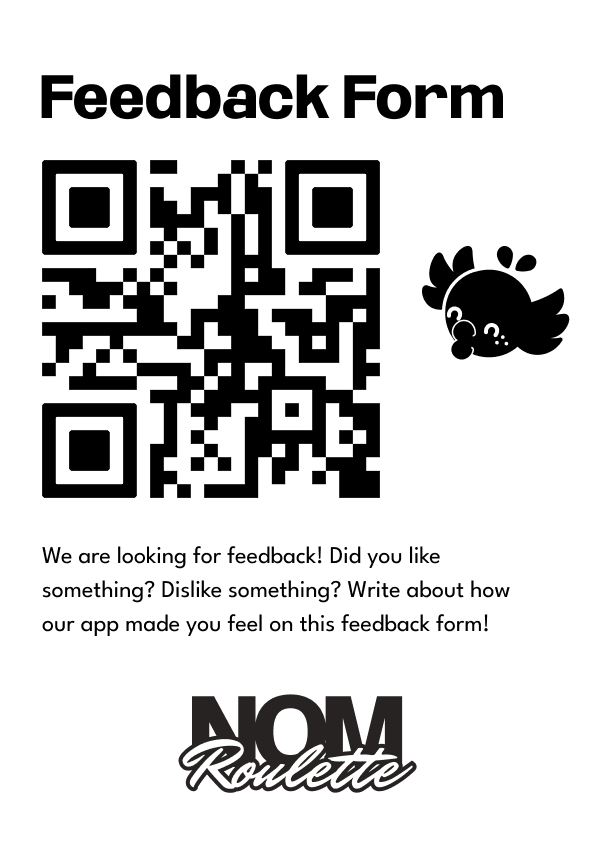 Feedback Form
We are looking for feedback! Did you like
something? Dislike something? Write about how
our app made you feel on this feedback form!
NOM
Roulette